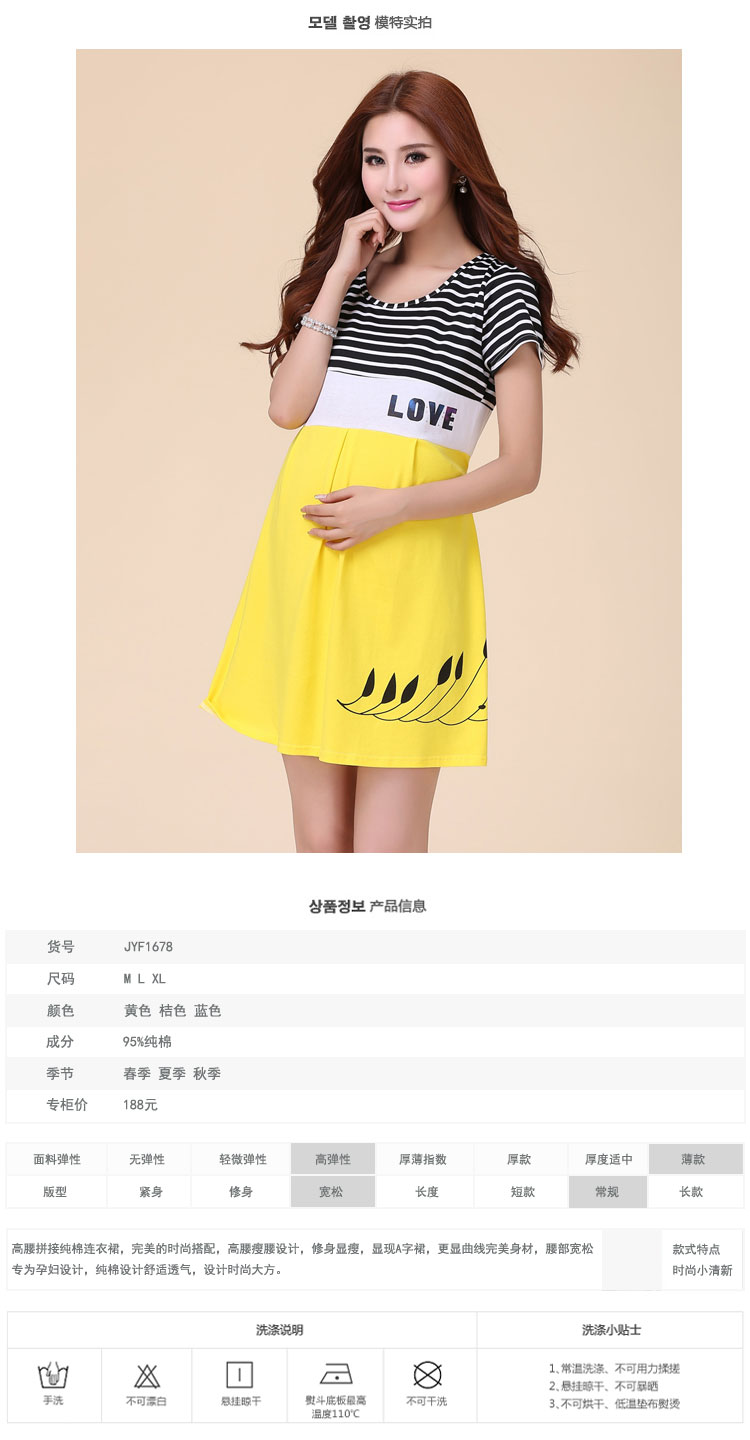 모델 촬영 模特实拍
LOVE
상품정보 产品信息
货号 JYF1678
尺码 M L XL
颜色 黄色 桔色 蓝色
成分 95%纯棉
季节 春季 夏季 秋季
专柜价 188元
面料弹性 无弹性 轻微弹性 高弹性 厚薄指数 厚款 厚度适中 薄款
版型 紧身 修身 宽松 长度 短款 常规 长款
高腰拼接纯棉连衣裙，完美的时尚搭配，高腰瘦腰设计，修身显瘦，显现A字裙，更显曲线完美身材，腰部宽松
专为孕妇设计，纯棉设计舒适透气，设计时尚大方。
款式特点
时尚小清新
洗涤说明 洗涤小贴士
手洗 不可漂白 悬挂晾干 熨斗底板最高 不可干洗
温度110℃
1、常温洗涤、不可用力揉搓
2、悬挂晾干、不可暴晒
3、不可烘干、低温垫布熨烫